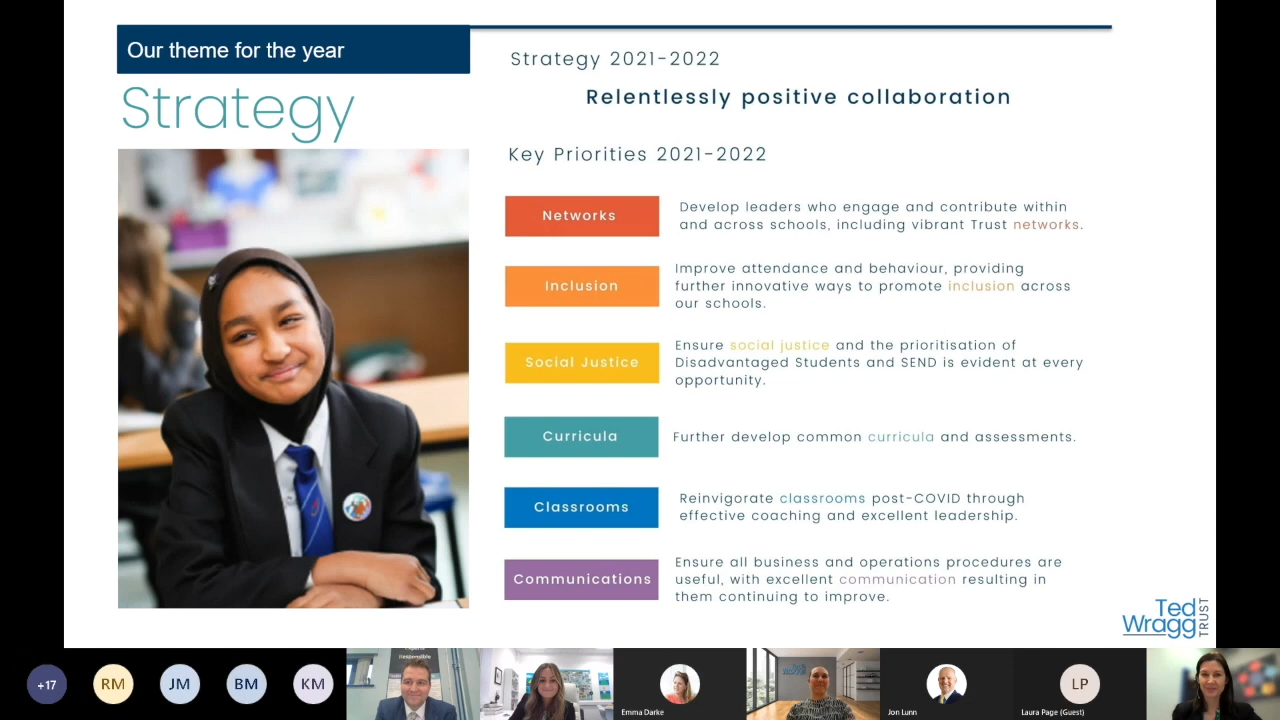 Our theme for the year
Strategy
Strategy 2021-2022
Relentlessly positive collaboration
Key Priorities 2021-2022
Networks
Develop leaders who engage and contribute within
and across schools, including vibrant Trust networks.
Inclusion
Improve attendance and behaviour, providing
further innovative ways to promote inclusion across
our schools.
Social Justice
Ensure social justice and the prioritisation of
Disadvantaged Students and SEND is evident at every
opportunity.
Curricula
Further develop common curricula and assessments.
Classrooms
Reinvigorate classrooms post-COVID through
effective coaching and excellent leadership.
Communications
Ensure all business and operations procedures are
useful, with excellent communication resulting in
them continuing to improve.
Ted
Wragg
TRUST
+17
RM
JM
BM
KM
Responsible
Emma Darke
Ted
Wragg
Jon Lunn
LP
Laura Page (Guest)